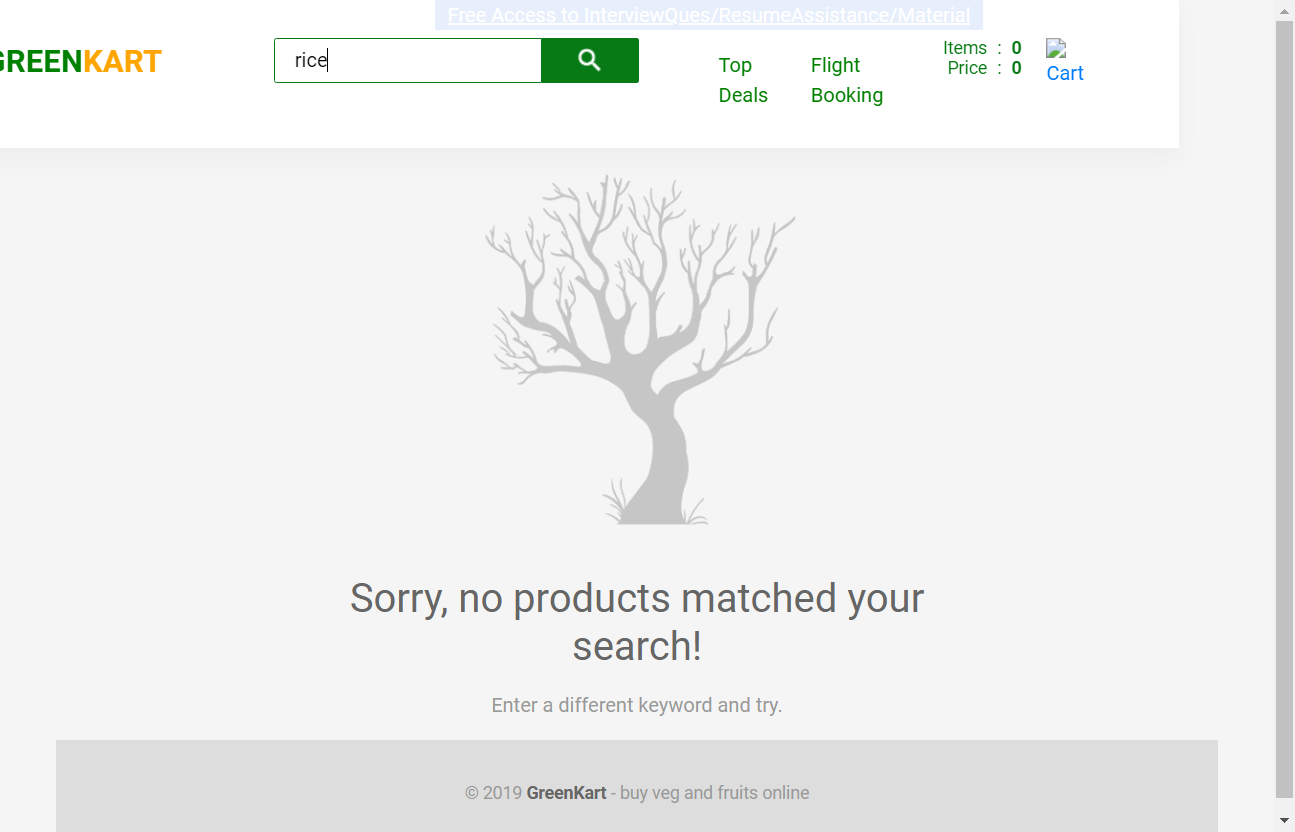 Free Access to InterviewQues/ResumeAssistance/Material
GREENKART
rice
Top
Deals
Flight
Booking
Items : 0
Price : 0
Cart
Sorry, no products matched your
search!
Enter a different keyword and try.
© 2019 GreenKart - buy veg and fruits online